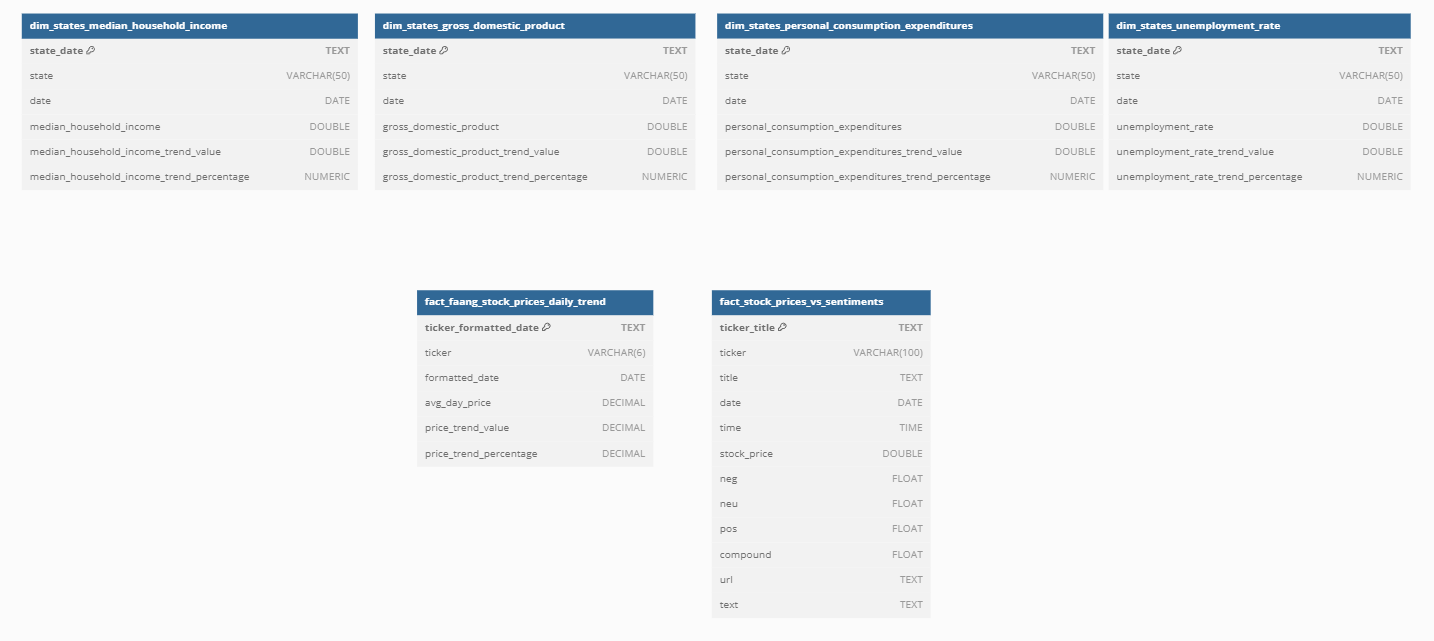 dim_states_median_household_income
state_date TEXT
state VARCHAR(50)
date DATE
median_household_income DOUBLE
median_household_income_trend_value DOUBLE
median_household_income_trend_percentage NUMERIC
dim_states_gross_domestic_product
state_date TEXT
state VARCHAR(50)
date DATE
gross_domestic_product DOUBLE
gross_domestic_product_trend_value DOUBLE
gross_domestic_product_trend_percentage NUMERIC
dim_states_personal_consumption_expenditures
state_date TEXT
state VARCHAR(50)
date DATE
personal_consumption_expenditures DOUBLE
personal_consumption_expenditures_trend_value DOUBLE
personal_consumption_expenditures_trend_percentage NUMERIC
dim_states_unemployment_rate
state_date TEXT
state VARCHAR(50)
date DATE
unemployment_rate DOUBLE
unemployment_rate_trend_value DOUBLE
unemployment_rate_trend_percentage NUMERIC
fact_faang_stock_prices_daily_trend
ticker_formatted_date TEXT
ticker VARCHAR(6)
formatted_date DATE
avg_day_price DECIMAL
price_trend_value DECIMAL
price_trend_percentage DECIMAL
fact_stock_prices_vs_sentiments
ticker_title TEXT
ticker VARCHAR(100)
title TEXT
date DATE
time TIME
stock_price DOUBLE
neg FLOAT
neu FLOAT
pos FLOAT
compound FLOAT
url TEXT
text TEXT